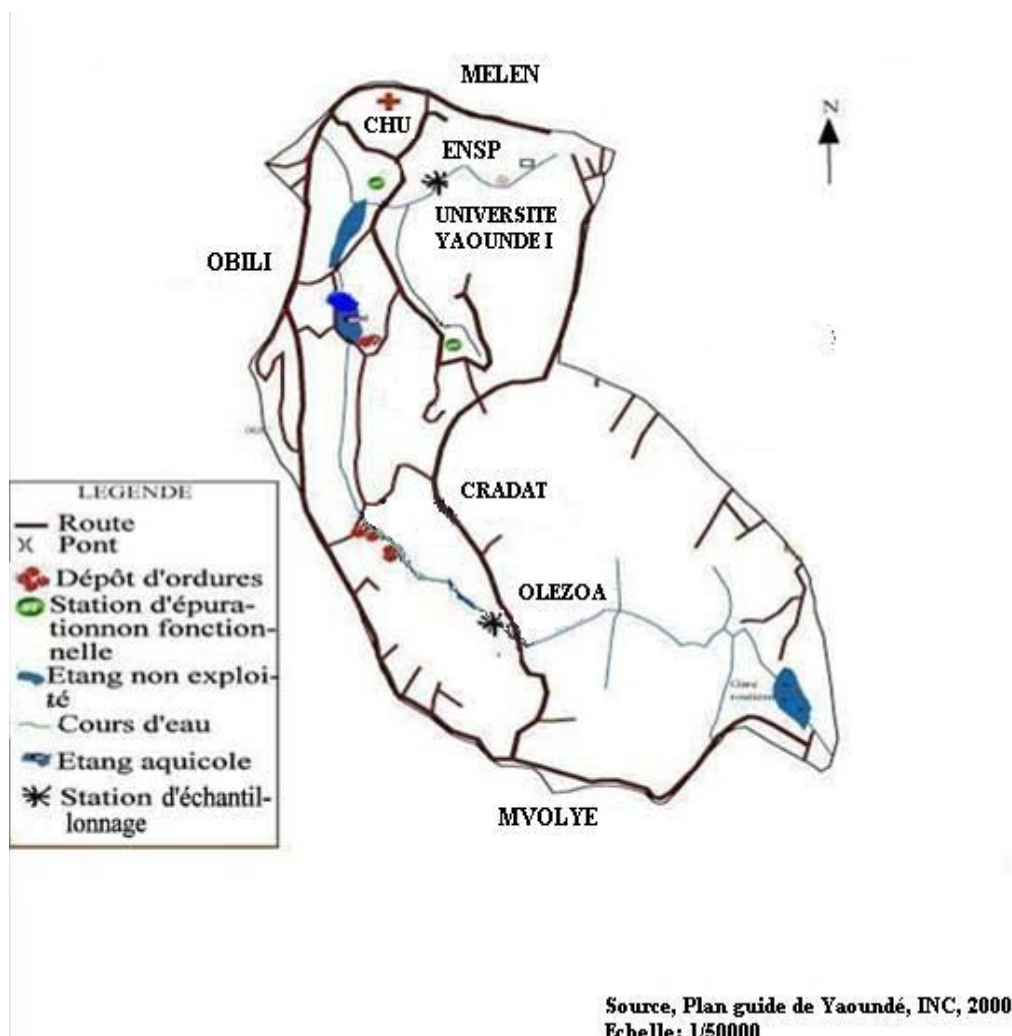 MELEN
N
CHU
ENSP
UNIVERSITE
YAOUNDE I
OBILI
CRADAT
LEGENDE
Route
Pont
Dépôt d'ordures
Station d'épura-
tionnon fonction-
nelle
Etang non exploi-
té
Cours d'eau
Etang aquicole
Station d'échantil-
lonnage
OLEZOA
MVOLYE
Source, Plan guide de Yaoundé, INC, 2000
Echelle: 1/50000